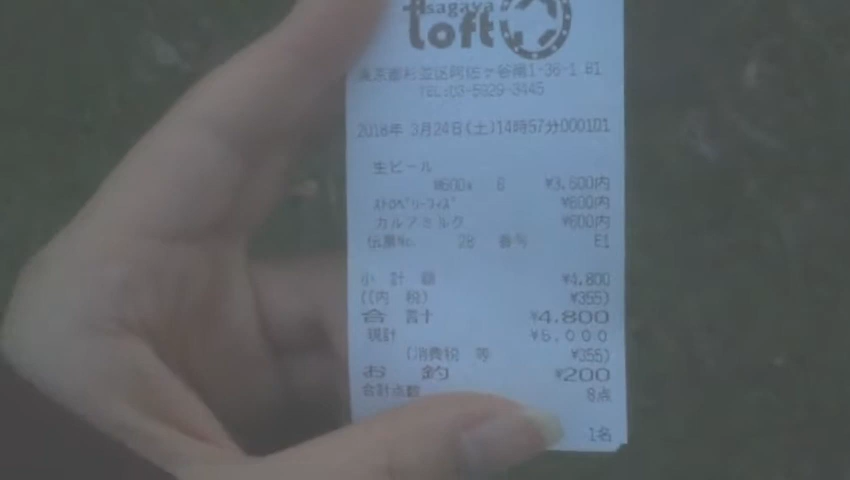 asagaya
loft
東京都杉並区阿佐ヶ谷南1-36-1 B1
TEL:03-5929-3445
2018年 3月24日(土)14時57分000101
生ビール
@600x 6 ¥3,600内
ストロベリーフィズ ¥600内
カルアミルク ¥600内
伝票No. 28 番号 E1
小計額 ¥4,800
((内 税) ¥355)
合 計 ¥4,800
現計 ¥5,000
(消費税 等 ¥355)
お 釣 ¥200
合計点数 8点
1名